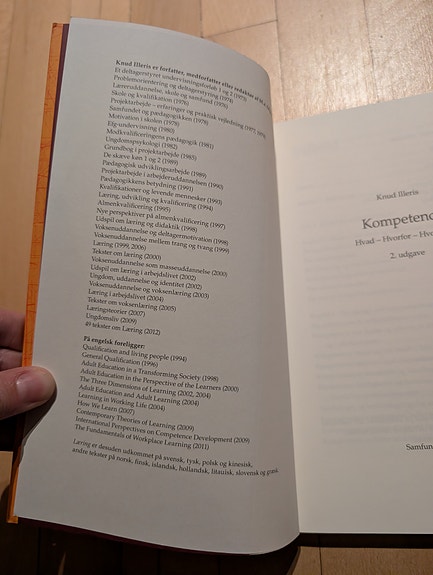 Knud Illeris er forfatter, medforfatter eller redaktør af bl.a.
Et deltagerstyret undervisningsforløb 1 og 2 (1973)
Problemorientering og deltagerstyring (1974)
Læreruddannelse, skole og samfund (1975)
Skole og kvalifikation (1976)
Projektarbejde – erfaringer og praktisk vejledning (1977, 1979)
Samfundet og pædagogikken (1978)
Motivation i skolen (1978)
Efg-undervisning (1980)
Modkvalificeringens pædagogik (1981)
Ungdomspsykologi (1982)
Grundbog i projektarbejde (1985)
De skæve køn 1 og 2 (1989)
Pædagogisk udviklingsarbejde (1989)
Projektarbejde i arbejderuddannelsen (1990)
Pædagogikkens betydning (1991)
Kvalifikationer og levende mennesker (1993)
Læring, udvikling og kvalificering (1994)
Almenkvalificering (1995)
Nye perspektiver på almenkvalificering (1997)
Udspil om læring og didaktik (1998)
Voksenuddannelse og deltagermotivation (1998)
Voksenuddannelse mellem trang og tvang (1999)
Læring (1999, 2006)
Tekster om læring (2000)
Voksenuddannelse som masseuddannelse (2000)
Udspil om læring i arbejdslivet (2002)
Ungdom, uddannelse og identitet (2002)
Voksenuddannelse og voksenlæring (2003)
Læring i arbejdslivet (2004)
Tekster om voksenlæring (2005)
Læringsteorier (2007)
Ungdomsliv (2009)
49 tekster om Læring (2012)
På engelsk foreligger:
Qualification and living people (1994)
General Qualification (1996)
Adult Education in a Transforming Society (1998)
Adult Education in the Perspective of the Learners (2000)
The Three Dimensions of Learning (2002, 2004)
Adult Education and Adult Learning (2004)
Learning in Working Life (2004)
How We Learn (2007)
Contemporary Theories of Learning (2009)
International Perspectives on Competence Development (2009)
The Fundamentals of Workplace Learning (2011)
Læring er desuden udkommet på svensk, tysk, polsk og kinesisk,
andre tekster på norsk, finsk, islandsk, hollandsk, litauisk, slovensk og græsk
Knud Illeris
Kompetenc
Hvad – Hvorfor – Hv
2. udgave
Samfun